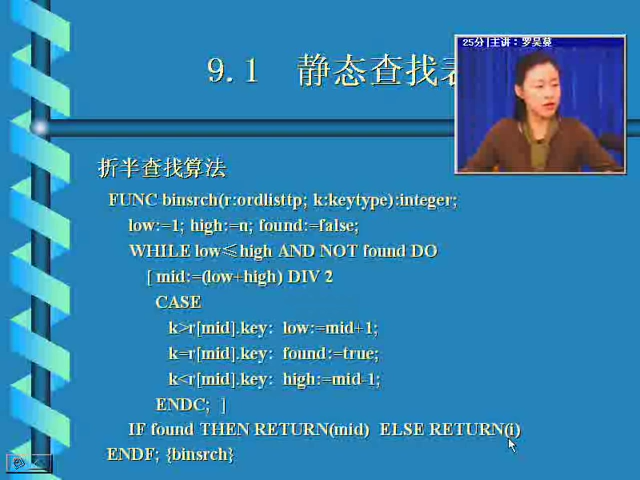 25分|主讲：罗昊蔓
9.1 静态查找表
折半查找算法
FUNC binsrch(r:ordlisttp; k:keytype):integer;
low:=1; high:=n; found:=false;
WHILE low≤high AND NOT found DO
[ mid:=(low+high) DIV 2
CASE
k>r[mid].key: low:=mid+1;
k=r[mid].key: found:=true;
k<r[mid].key: high:=mid-1;
ENDC; ]
IF found THEN RETURN(mid) ELSE RETURN(i)
ENDF; {binsrch}